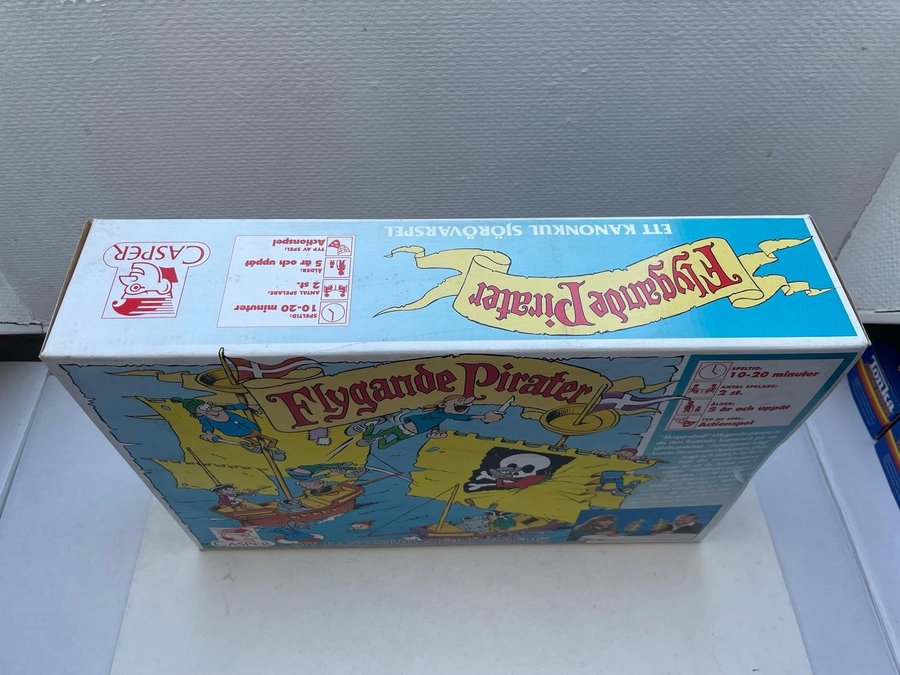 ETT KANONKUL SJÖRÖVARSPEL
Flygande Pirater
SPELTID:
10-20 minuter
ANTAL SPELARE:
2 st.
ÅLDER:
5 år och uppåt
TYP AV SPEL:
Actionspel
CASPER
Flygande Pirater
SPELTID:
10-20 minuter
ANTAL SPELARE:
2 st.
ÅLDER:
5 år och uppåt
TYP AV SPEL:
Actionspel
CASPER
Tonka